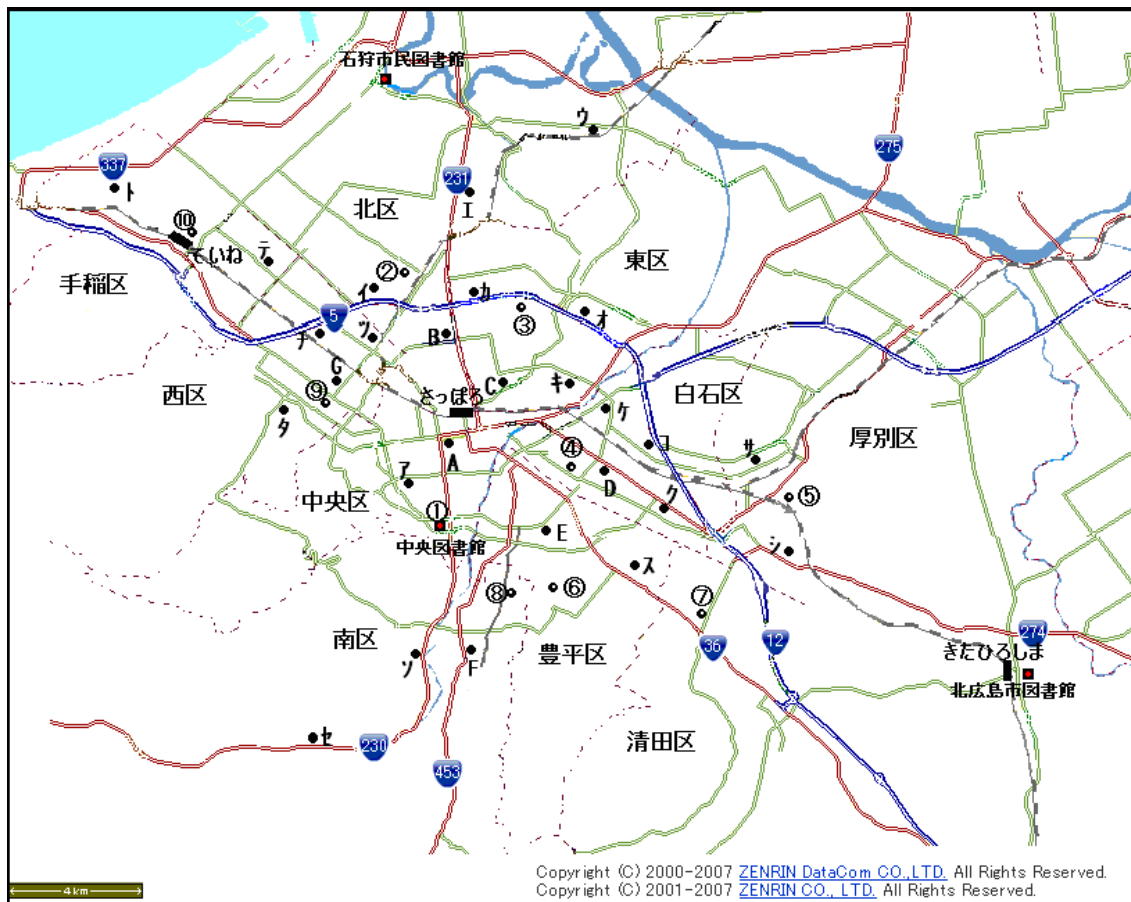 石狩市民図書館
ウ
275
337
ト
231
エ
北区
⑩
ていね
テ
②
東区
手稲区
イ
カ
③
オ
5
チ
ツ
B
G
C
キ
西区
⑨
さっぽろ
ケ
白石区
タ
厚別区
A
コ
サ
④
ア
D
⑤
中央区
①
ク
E
中央図書館
シ
ス
⑧
⑥
⑦
南区
ソ
F
豊平区
36
12
274
きたひろしま
北広島市図書館
セ
230
清田区
453
4km
Copyright (C) 2000-2007 ZENRIN DataCom CO.,LTD. All Rights Reserved.
Copyright (C) 2001-2007 ZENRIN CO., LTD. All Rights Reserved.